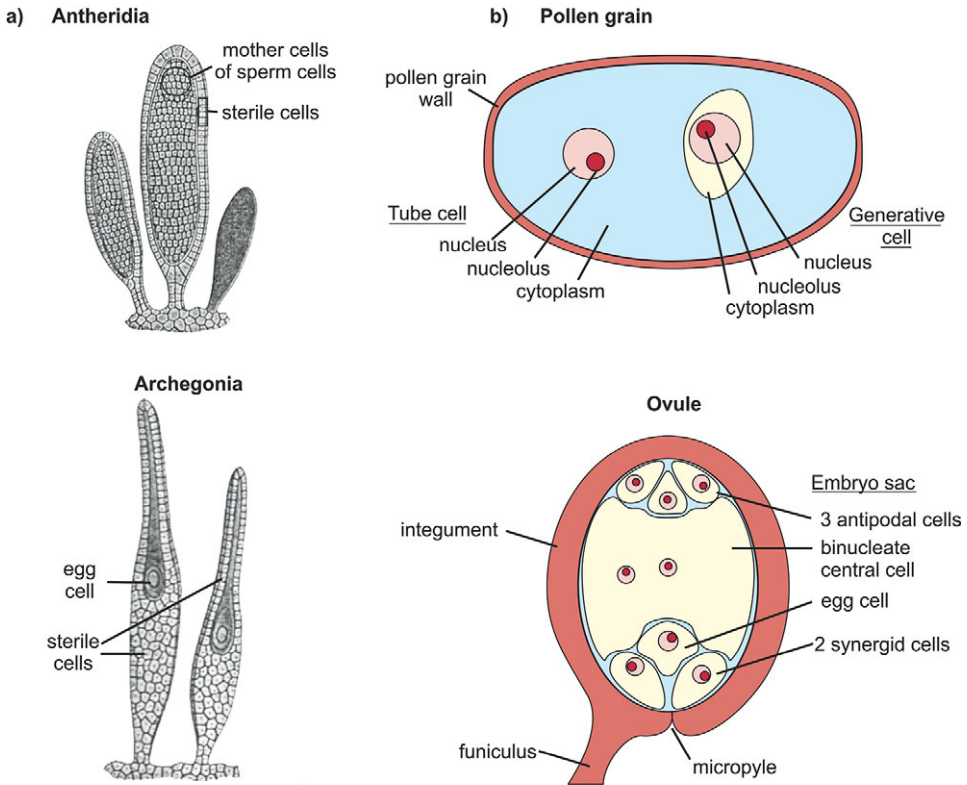 a) Antheridia
mother cells
of sperm cells
sterile cells
b) Pollen grain
pollen grain
wall
Tube cell
nucleus
nucleolus
cytoplasm
Generative
cell
nucleus
nucleolus
cytoplasm
Archegonia
egg
cell
sterile
cells
Ovule
integument
Embryo sac
3 antipodal cells
binucleate
central cell
egg cell
2 synergid cells
funiculus
micropyle